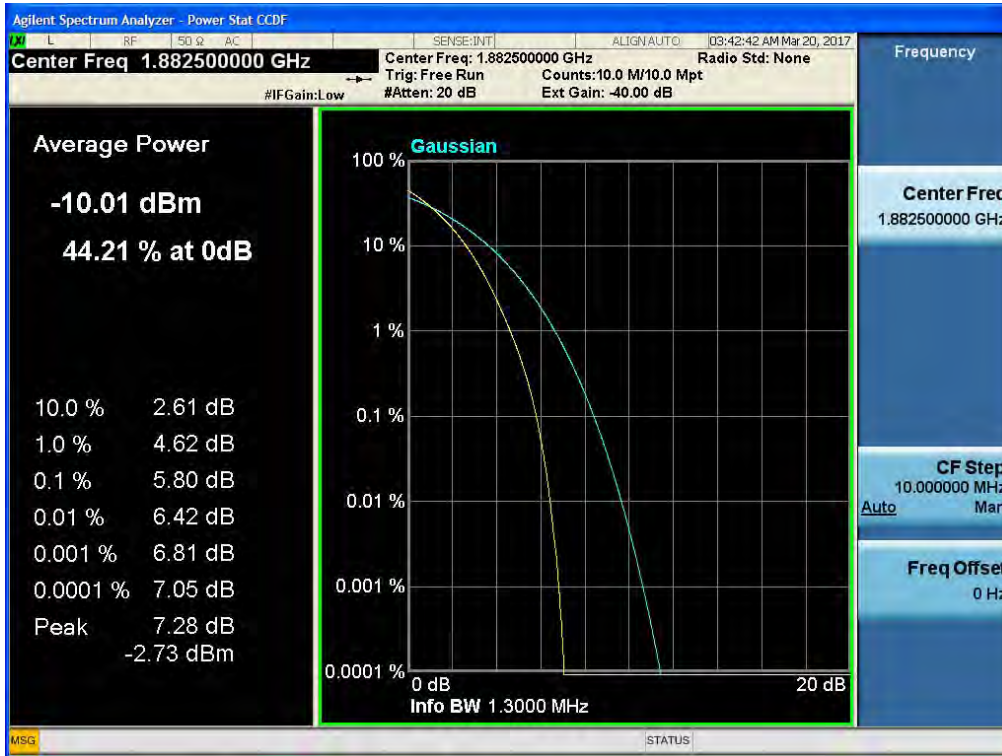 Agilent Spectrum Analyzer - Power Stat CCDF
LXI L RF 50 Ω AC SENSE:INT ALIGN AUTO 03:42:42 AM Mar 20, 2017
Center Freq 1.882500000 GHz
Center Freq: 1.882500000 GHz Radio Std: None
Trig: Free Run Counts:10.0 M/10.0 Mpt
#IFGain:Low #Atten: 20 dB Ext Gain: -40.00 dB
Average Power
-10.01 dBm
44.21 % at 0dB
10.0 % 2.61 dB
1.0 % 4.62 dB
0.1 % 5.80 dB
0.01 % 6.42 dB
0.001 % 6.81 dB
0.0001 % 7.05 dB
Peak 7.28 dB
-2.73 dBm
Gaussian
100 %
10 %
1 %
0.1 %
0.01 %
0.001 %
0.0001 %
0 dB 20 dB
Info BW 1.3000 MHz
Frequency
Center Freq
1.882500000 GHz
CF Step
10.000000 MHz
Auto Man
Freq Offset
0 Hz
MSG STATUS